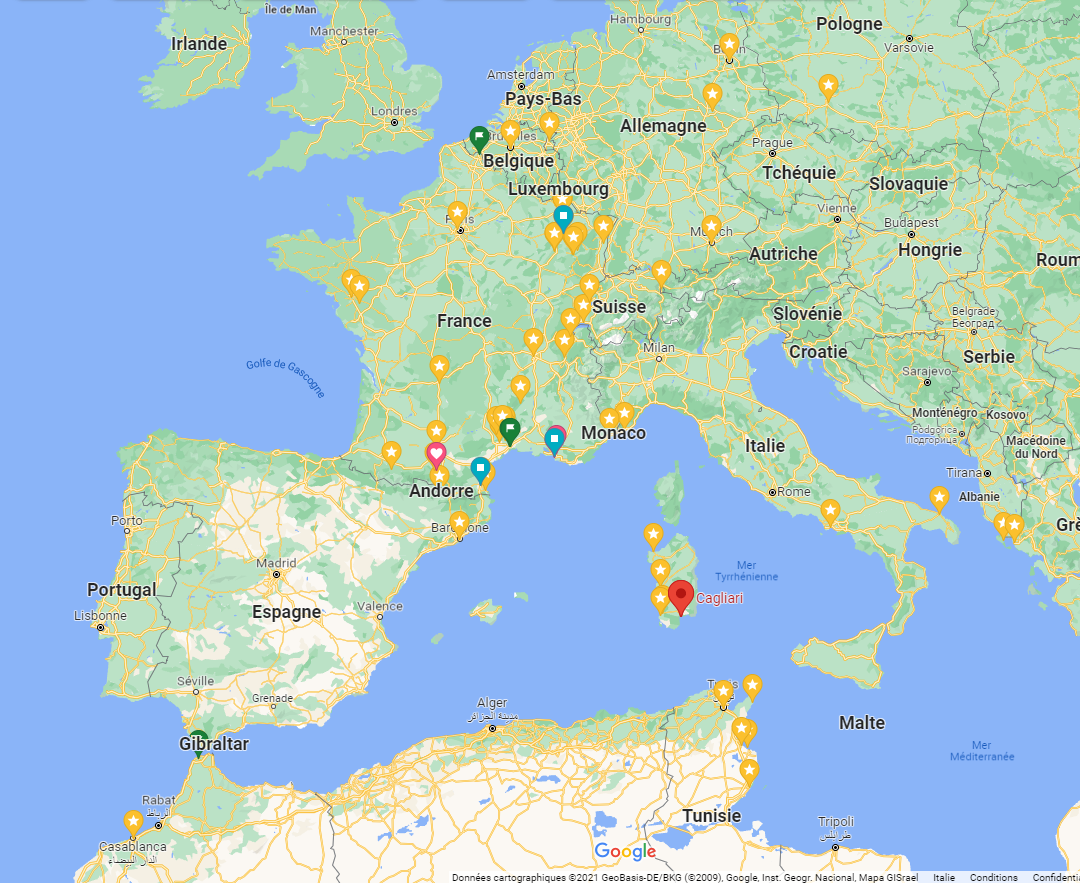 Île de Man
Hambourg
Pologne
Manchester
Irlande
Varsovie
Berlin
Amsterdam
Pays-Bas
Londres
Allemagne
Bruxelles
Prague
Belgique
Tchéquie
Luxembourg
Slovaquie
Vienne
Paris
Munich
Budapest
Autriche
Hongrie
Roum
Suisse
Slovénie
Belgrade
Београд
France
Milan
Croatie
Serbie
Golfe de Gascogne
Sarajevo
Monténégro
Kosovo
Monaco
Podgorica
Подгорица
Italie
Macédoine
du Nord
Tirana
Andorre
Rome
Albanie
Porto
Barcelone
Grè
Madrid
Mer
Tyrrhénienne
Portugal
Cagliari
Espagne
Valence
Lisbonne
Séville
Tunis
تونس
Grenade
Alger
مدينة الجزائر
Malte
Gibraltar
Mer
Méditerranée
Rabat
الرباط
Tunisie
Tripoli
طرابلس
Casablanca
الدار البيضاء
Google
Données cartographiques ©2021 GeoBasis-DE/BKG (©2009), Google, Inst. Geogr. Nacional, Mapa GISrael Italie Conditions Confidentia